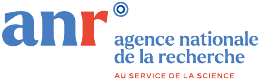 anr
agence nationale
de la recherche
AU SERVICE DE LA SCIENCE